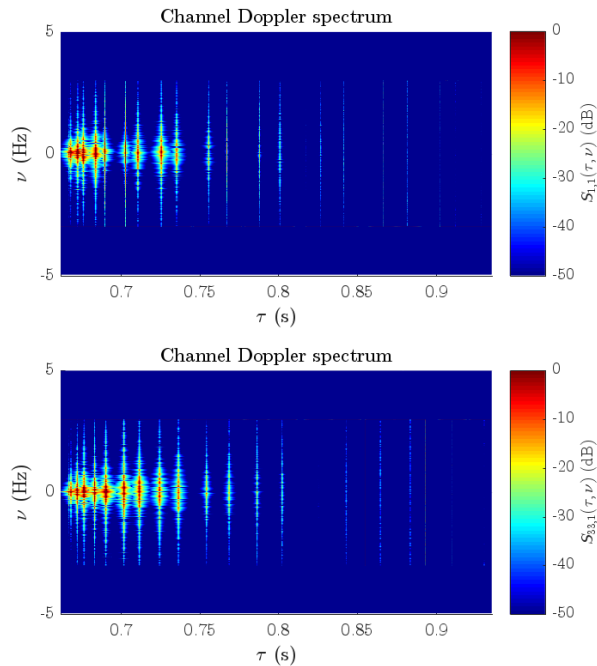 Channel Doppler spectrum
5
0
-5
ν (Hz)
0.7 0.75 0.8 0.85 0.9
τ (s)
0
-10
-20
-30
-40
-50
S1,1(τ, ν) (dB)
Channel Doppler spectrum
5
0
-5
ν (Hz)
0.7 0.75 0.8 0.85 0.9
τ (s)
0
-10
-20
-30
-40
-50
S33,1(τ, ν) (dB)